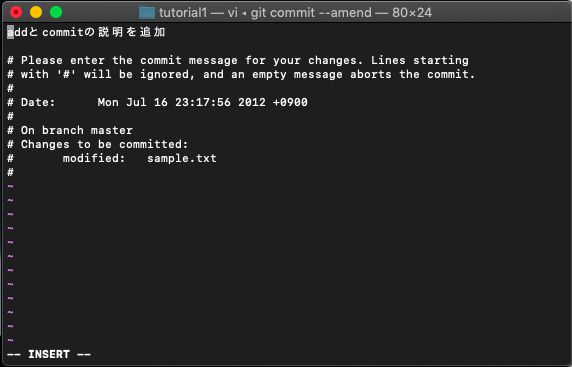 tutorial1 — vi ◂ git commit --amend — 80×24
addとcommitの説明を追加
# Please enter the commit message for your changes. Lines starting
# with '#' will be ignored, and an empty message aborts the commit.
#
# Date:      Mon Jul 16 23:17:56 2012 +0900
#
# On branch master
# Changes to be committed:
#       modified:   sample.txt
#
~
~
~
~
~
~
~
~
~
~
~
~
-- INSERT --